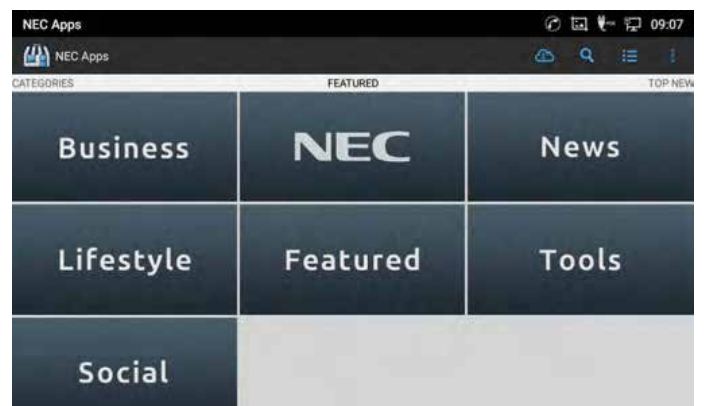 NEC Apps 09:07
NEC Apps
CATEGORIES FEATURED TOP NEW
Business NEC News
Lifestyle Featured Tools
Social